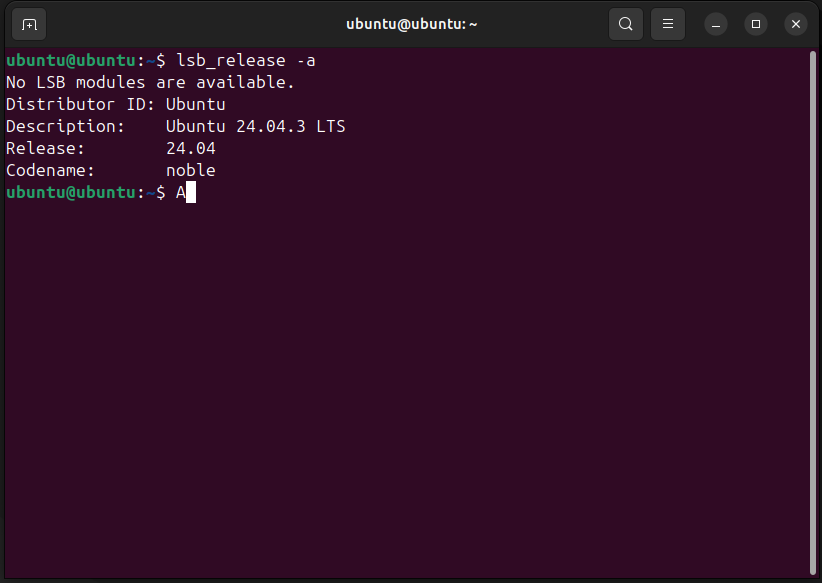 ubuntu@ubuntu: ~
ubuntu@ubuntu:~$ lsb_release -a
No LSB modules are available.
Distributor ID: Ubuntu
Description:    Ubuntu 24.04.3 LTS
Release:        24.04
Codename:       noble
ubuntu@ubuntu:~$ A